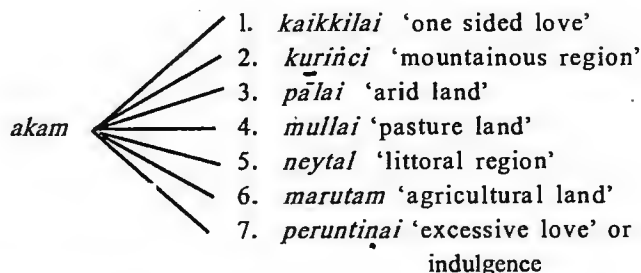 1. kaikkilai ‘one sided love’
2. kuṟiñci ‘mountainous region’
3. pālai ‘arid land’
akam
4. mullai ‘pasture land’
5. neytal ‘littoral region’
6. marutam ‘agricultural land’
7. peruntiṇai ‘excessive love’ or
indulgence